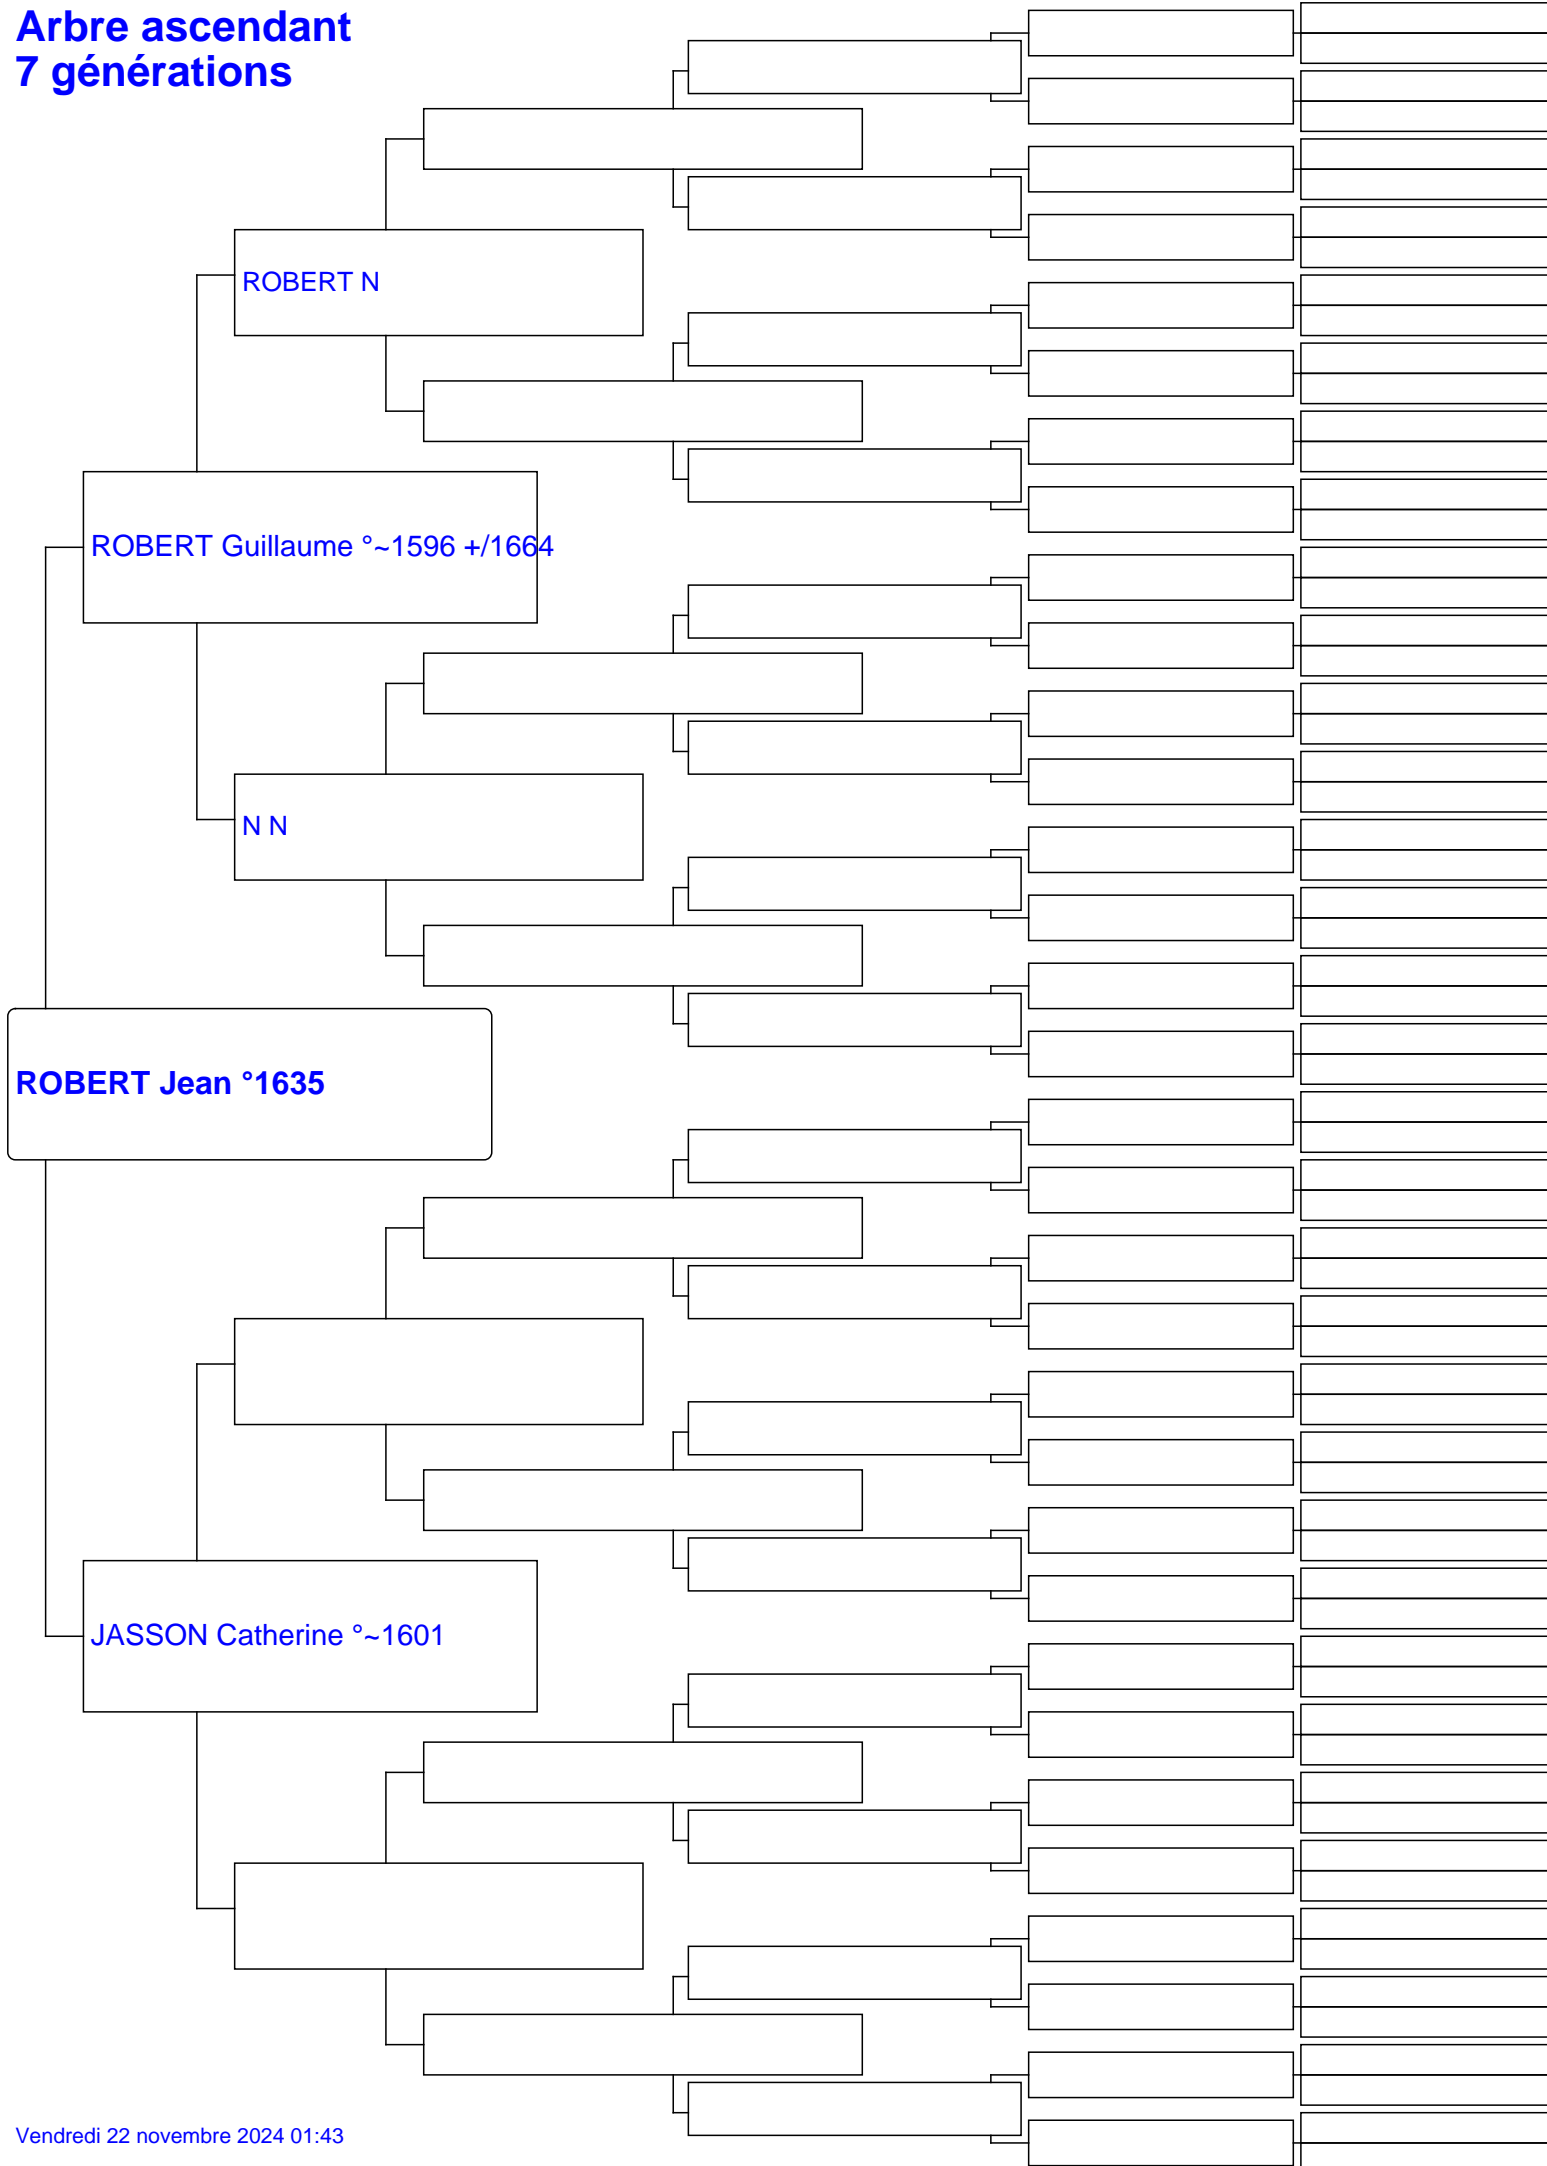 Arbre ascendant
7 générations
ROBERT N
ROBERT Guillaume °~1596 +/1664
N N
ROBERT Jean °1635
JASSON Catherine °~1601
Vendredi 22 novembre 2024 01:43